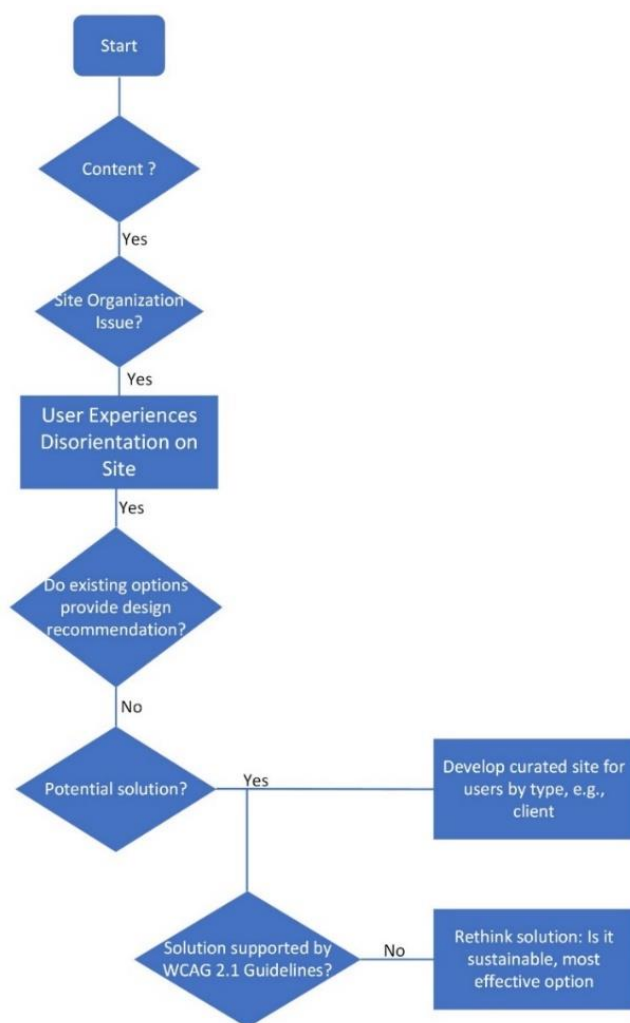 Start
Content ?
Yes
Site Organization
Issue?
Yes
User Experiences
Disorientation on
Site
Yes
Do existing options
provide design
recommendation?
No
Potential solution?
Yes
Develop curated site for
users by type, e.g.,
client
Solution supported by
WCAG 2.1 Guidelines?
No
Rethink solution: Is it
sustainable, most
effective option